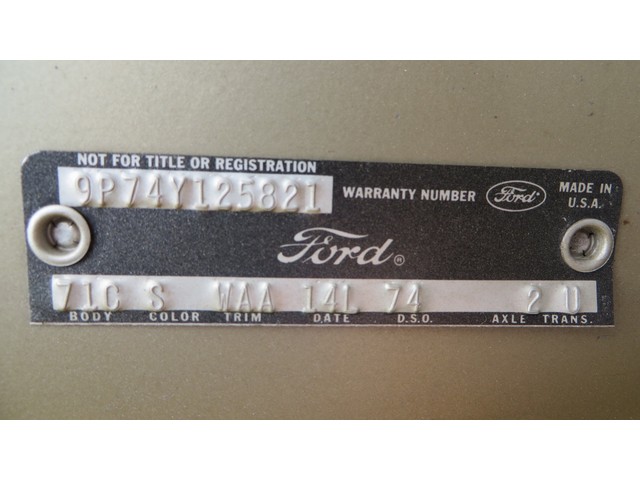 NOT FOR TITLE OR REGISTRATION
9P74Y125821 WARRANTY NUMBER Ford MADE IN U.S.A.
Ford ®
71C S WAA 14L 74 2 U
BODY COLOR TRIM DATE D.S.O. AXLE TRANS.